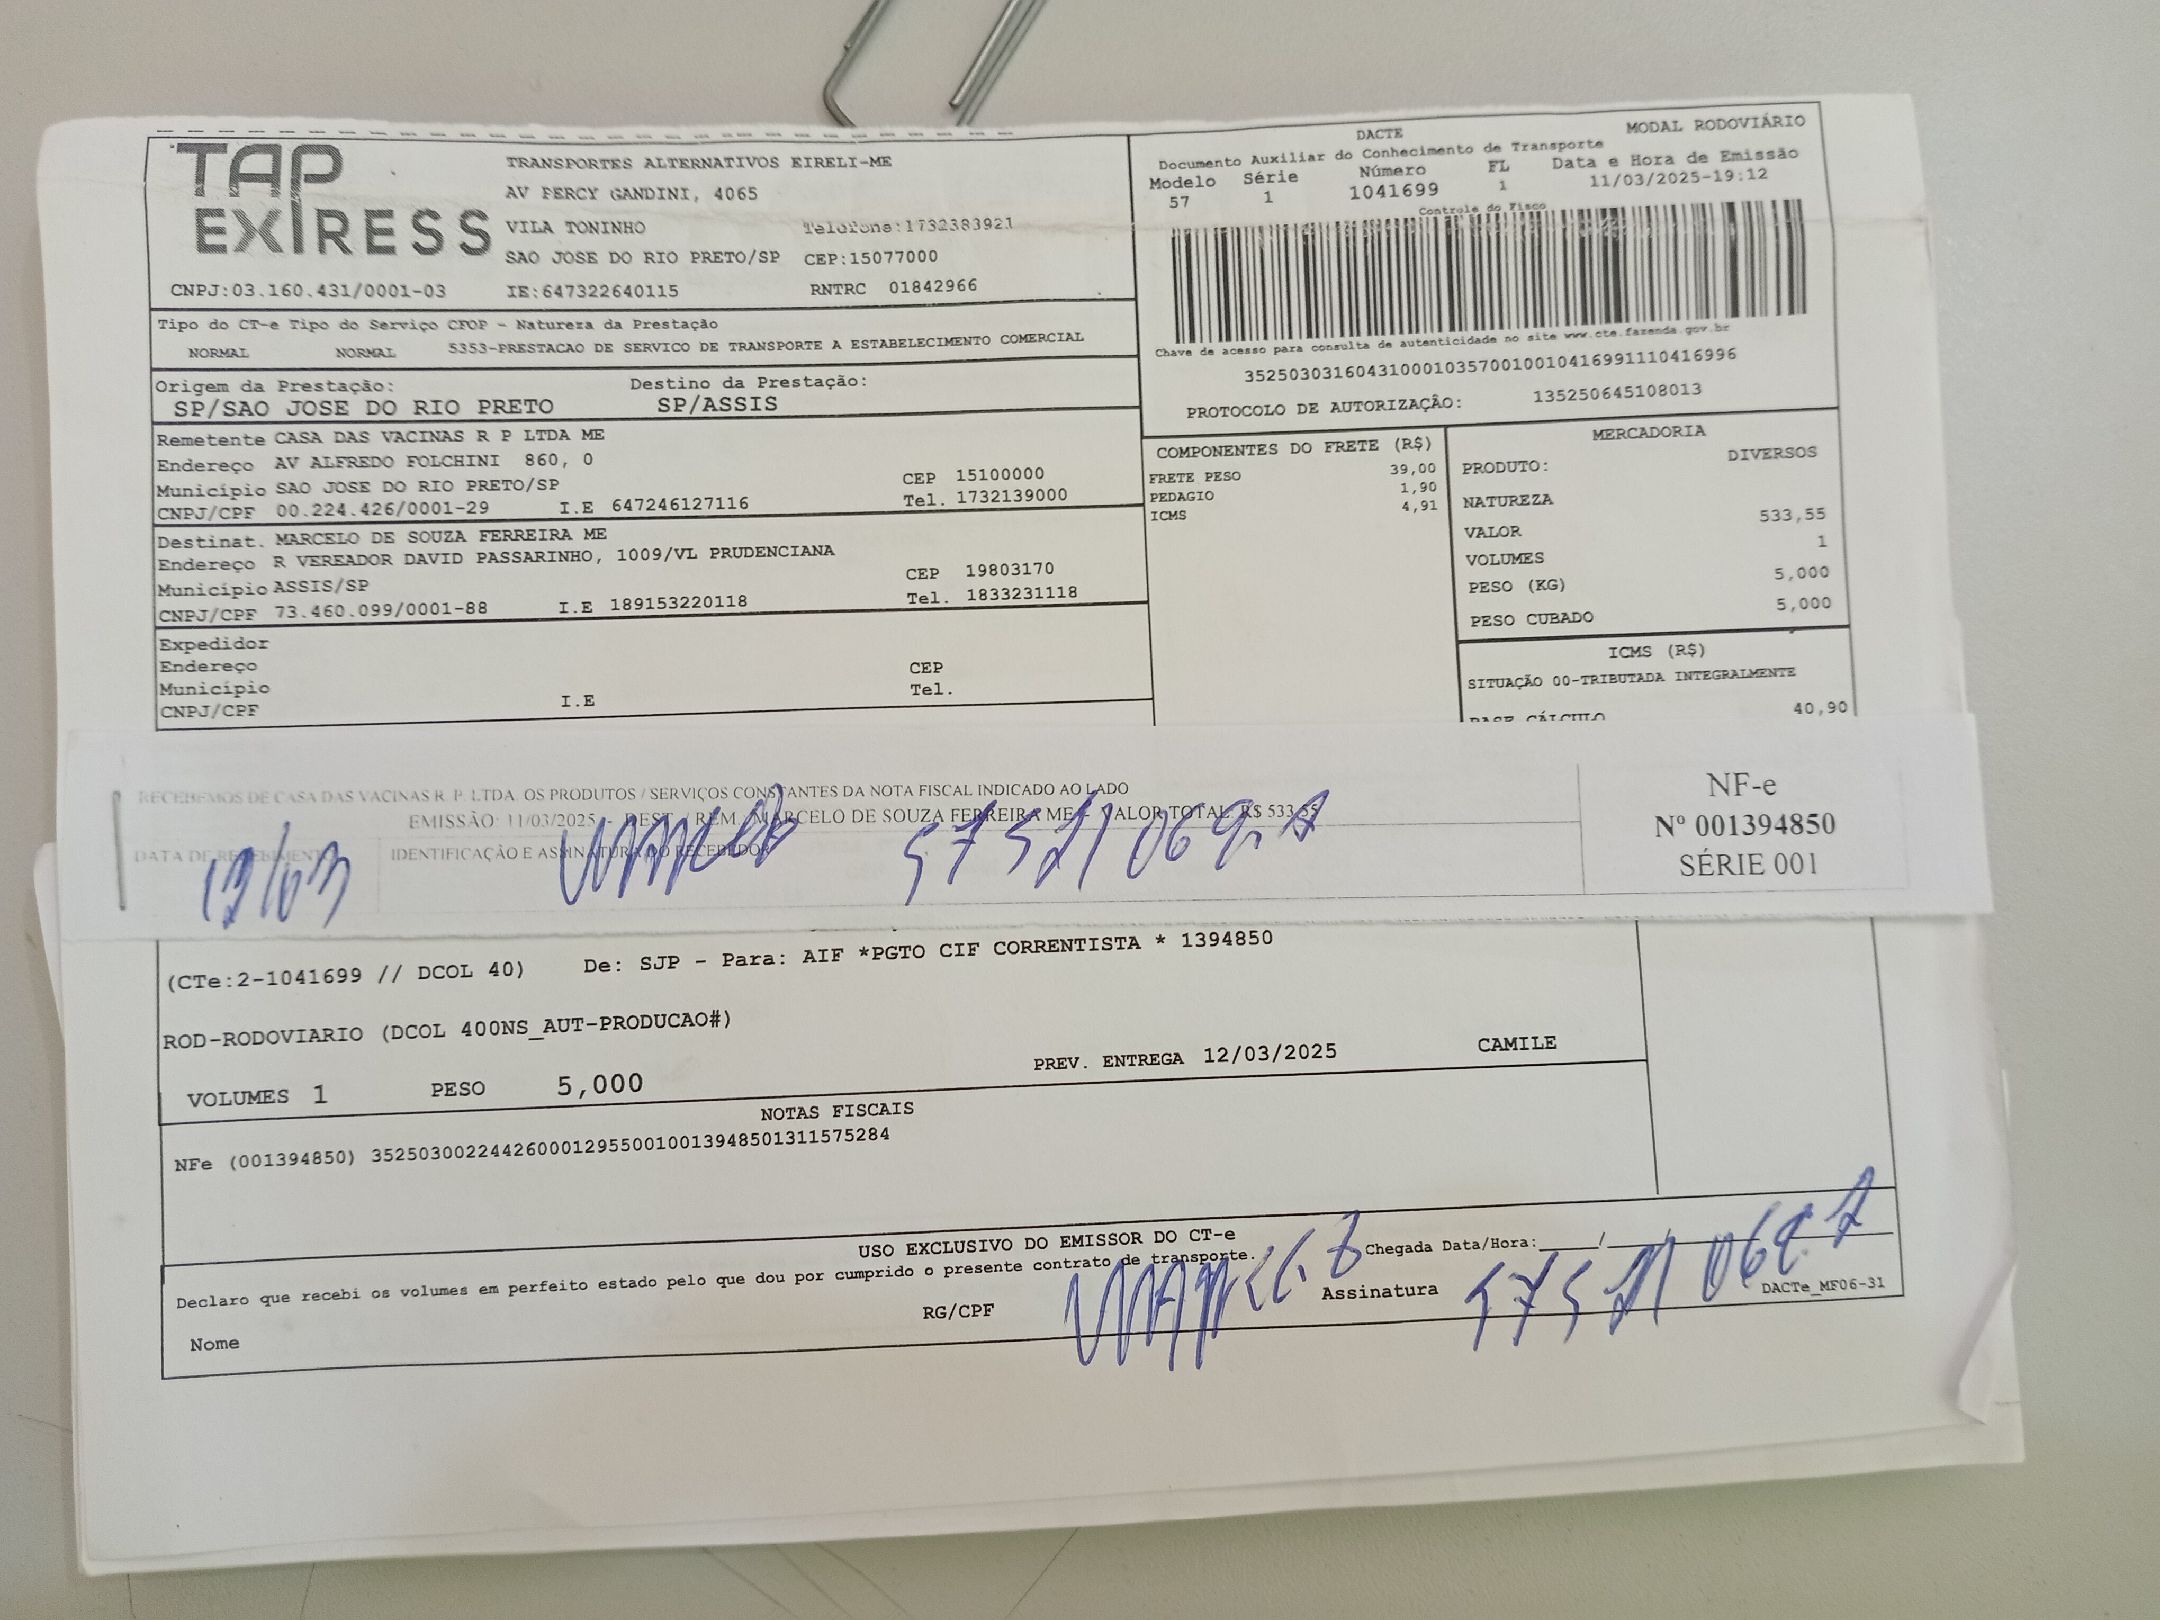 TAP
EXPRESS
TRANSPORTES ALTERNATIVOS EIRELI-ME
AV PERCY GANDINI, 4065
VILA TONINHO Telefone:1732383921
SAO JOSE DO RIO PRETO/SP CEP:15077000
CNPJ:03.160.431/0001-03 IE:647322640115 RNTRC 01842966
DACTE MODAL RODOVIÁRIO
Documento Auxiliar do Conhecimento de Transporte
Modelo Série Número FL Data e Hora de Emissão
57 1 1041699 1 11/03/2025-19:12
Controle do Fisco
Chave de acesso para consulta de autenticidade no site www.cte.fazenda.gov.br
35250303160431000103570010010416991110416996
PROTOCOLO DE AUTORIZAÇÃO: 135250645108013
Tipo do CT-e Tipo do Serviço CFOP - Natureza da Prestação
NORMAL NORMAL 5353-PRESTACAO DE SERVICO DE TRANSPORTE A ESTABELECIMENTO COMERCIAL
Origem da Prestação: Destino da Prestação:
SP/SAO JOSE DO RIO PRETO SP/ASSIS
Remetente CASA DAS VACINAS R P LTDA ME
Endereço AV ALFREDO FOLCHINI 860, 0
Município SAO JOSE DO RIO PRETO/SP CEP 15100000
CNPJ/CPF 00.224.426/0001-29 I.E 647246127116 Tel. 1732139000
Destinat. MARCELO DE SOUZA FERREIRA ME
Endereço R VEREADOR DAVID PASSARINHO, 1009/VL PRUDENCIANA
Município ASSIS/SP CEP 19803170
CNPJ/CPF 73.460.099/0001-88 I.E 189153220118 Tel. 1833231118
Expedidor
Endereço CEP
Município Tel.
CNPJ/CPF I.E
COMPONENTES DO FRETE (R$)
FRETE PESO 39,00
PEDAGIO 1,90
ICMS 4,91
MERCADORIA
PRODUTO: DIVERSOS
NATUREZA
VALOR 533,55
VOLUMES 1
PESO (KG) 5,000
PESO CUBADO 5,000
ICMS (R$)
SITUAÇÃO 00-TRIBUTADA INTEGRALMENTE
BASE CÁLCULO 40,90
RECEBEMOS DE CASA DAS VACINAS R. P. LTDA. OS PRODUTOS / SERVIÇOS CONSTANTES DA NOTA FISCAL INDICADO AO LADO
EMISSÃO: 11/03/2025 - DEST. / REM.: MARCELO DE SOUZA FERREIRA ME - VALOR TOTAL: R$ 533,55
DATA DE RECEBIMENTO IDENTIFICAÇÃO E ASSINATURA DO RECEBEDOR
NF-e
Nº 001394850
SÉRIE 001
(CTe:2-1041699 // DCOL 40) De: SJP - Para: AIF *PGTO CIF CORRENTISTA * 1394850
ROD-RODOVIARIO (DCOL 400NS_AUT-PRODUCAO#)
VOLUMES 1 PESO 5,000 PREV. ENTREGA 12/03/2025 CAMILE
NOTAS FISCAIS
NFe (001394850) 35250300224426000129550010013948501311575284
USO EXCLUSIVO DO EMISSOR DO CT-e
Declaro que recebi os volumes em perfeito estado pelo que dou por cumprido o presente contrato de transporte. Chegada Data/Hora:____/
Nome RG/CPF Assinatura DACTe_MF06-31